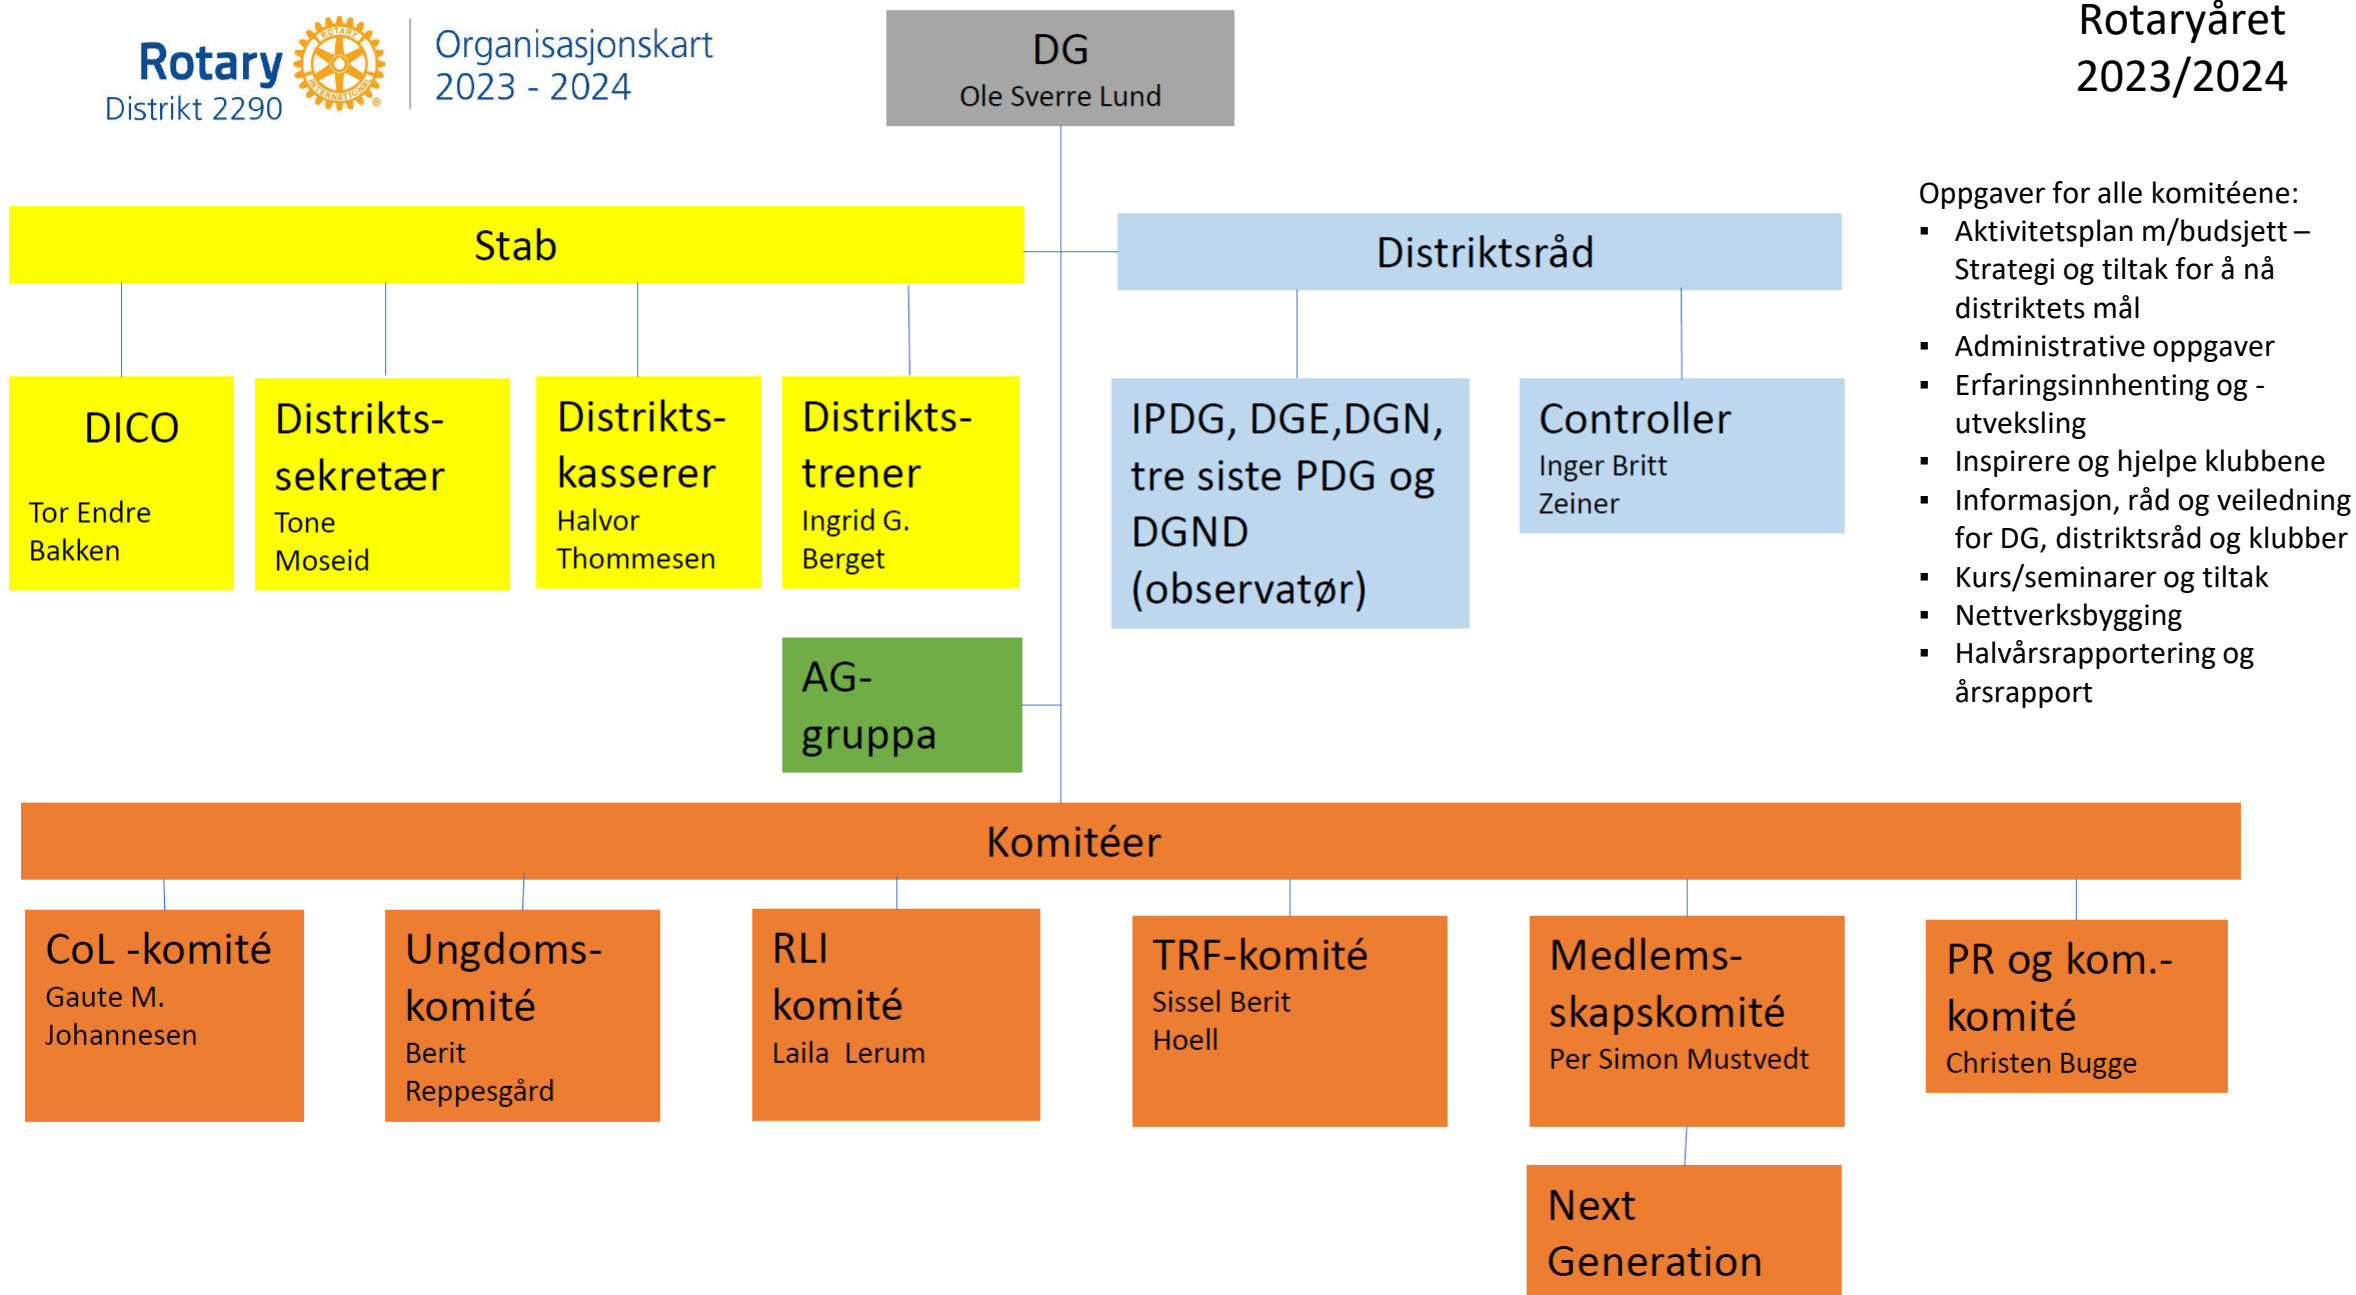 Rotary
Distrikt 2290
ROTARY
INTERNATIONAL
®
Organisasjonskart
2023 - 2024
DG
Ole Sverre Lund
Rotaryåret
2023/2024
Oppgaver for alle komitéene:
▪ Aktivitetsplan m/budsjett –
Strategi og tiltak for å nå
distriktets mål
▪ Administrative oppgaver
▪ Erfaringsinnhenting og -
utveksling
▪ Inspirere og hjelpe klubbene
▪ Informasjon, råd og veiledning
for DG, distriktsråd og klubber
▪ Kurs/seminarer og tiltak
▪ Nettverksbygging
▪ Halvårsrapportering og
årsrapport
Stab
Distriktsråd
DICO
Tor Endre
Bakken
Distrikts-
sekretær
Tone
Moseid
Distrikts-
kasserer
Halvor
Thommesen
Distrikts-
trener
Ingrid G.
Berget
IPDG, DGE,DGN,
tre siste PDG og
DGND
(observatør)
Controller
Inger Britt
Zeiner
AG-
gruppa
Komitéer
CoL -komité
Gaute M.
Johannesen
Ungdoms-
komité
Berit
Reppesgård
RLI
komité
Laila  Lerum
TRF-komité
Sissel Berit
Hoell
Medlems-
skapskomité
Per Simon Mustvedt
PR og kom.-
komité
Christen Bugge
Next
Generation